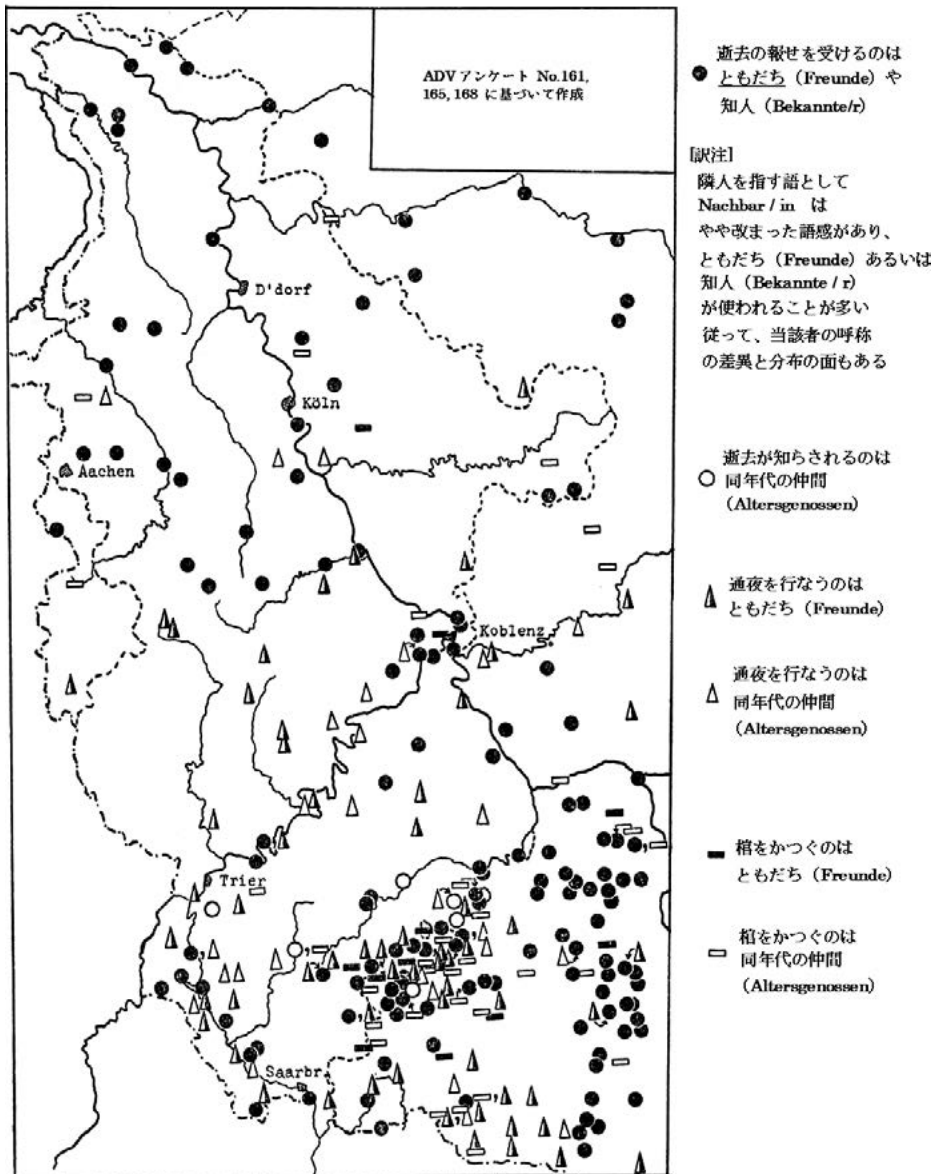 ADVアンケート No.161,
165, 168 に基づいて作成
D'dorf
Köln
Aachen
Koblenz
Trier
Saarbr.
逝去の報せを受けるのは
ともだち（Freunde）や
知人（Bekannte/r）
[訳注]
隣人を指す語として
Nachbar / in は
やや改まった語感があり、
ともだち（Freunde）あるいは
知人（Bekannte / r）
が使われることが多い
従って、当該者の呼称
の差異と分布の面もある
逝去が知らされるのは
同年代の仲間
(Altersgenossen)
通夜を行なうのは
ともだち（Freunde）
通夜を行なうのは
同年代の仲間
(Altersgenossen)
棺をかつぐのは
ともだち（Freunde）
棺をかつぐのは
同年代の仲間
(Altersgenossen)